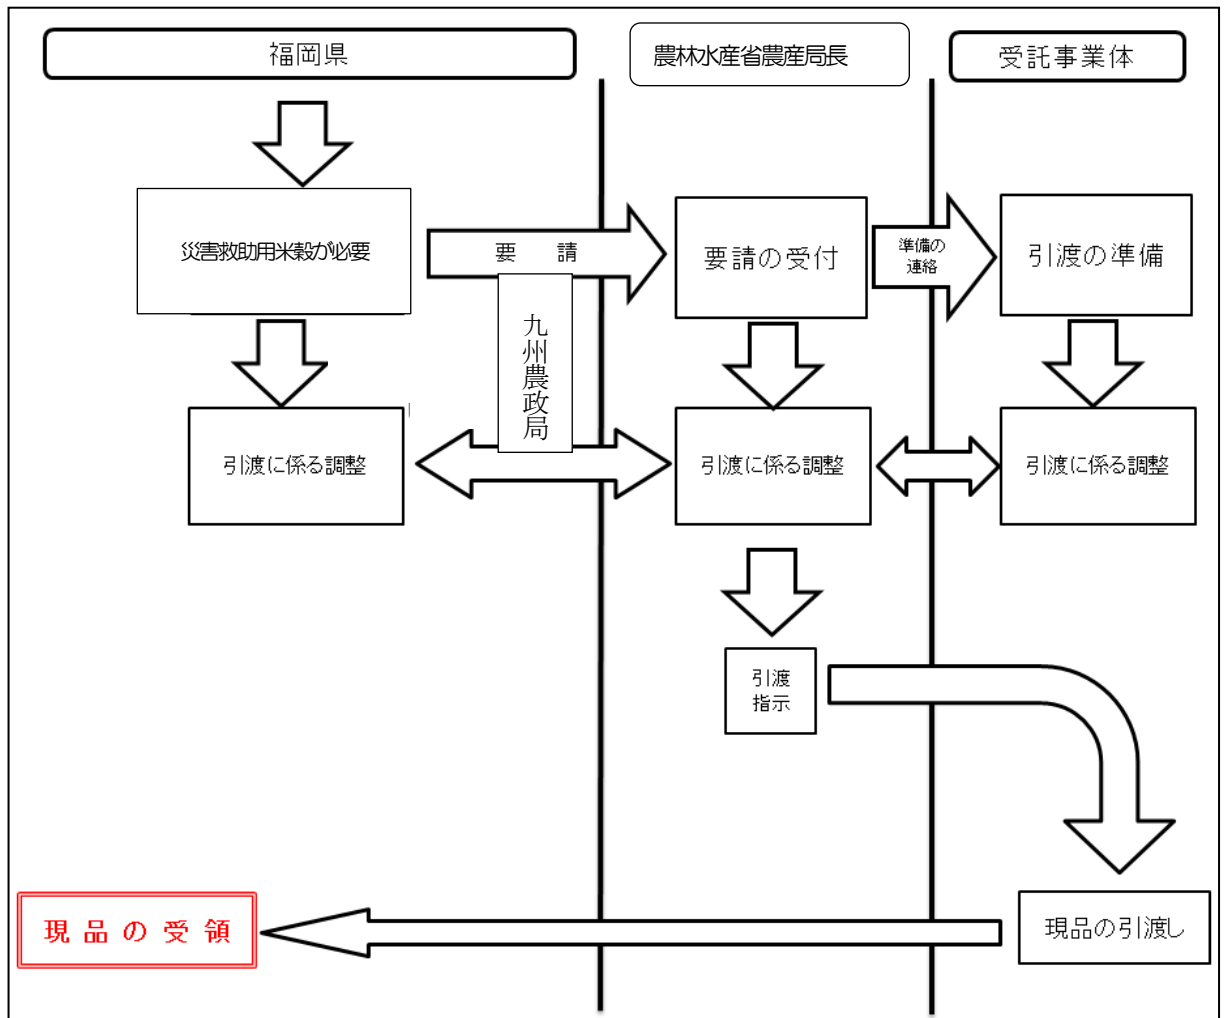 福岡県
農林水産省農産局長
受託事業体
災害救助用米穀が必要
要請
要請の受付
準備の
連絡
引渡の準備
九州農政局
引渡に係る調整
引渡に係る調整
引渡に係る調整
引渡
指示
現品の受領
現品の引渡し